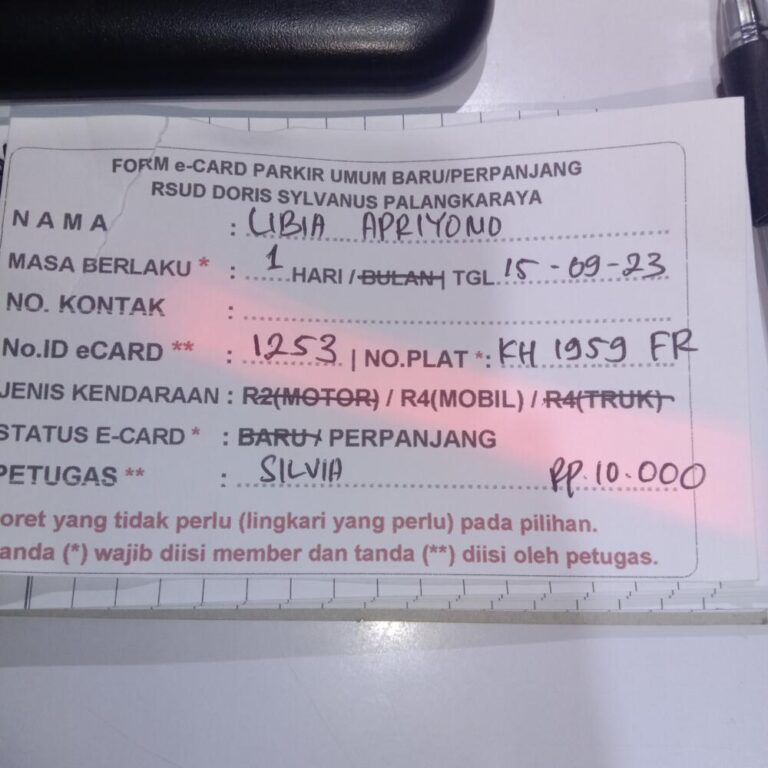 FORM e-CARD PARKIR UMUM BARU/PERPANJANG
RSUD DORIS SYLVANUS PALANGKARAYA
NAMA : LIBIA APRIYONO
MASA BERLAKU * : 1 HARI / BULAN | TGL. 15 - 09 - 23
NO. KONTAK :
No.ID eCARD ** : 1253 | NO.PLAT *: KH 1959 FR
JENIS KENDARAAN : R2(MOTOR) / R4(MOBIL) / R4(TRUK)
STATUS E-CARD * : BARU / PERPANJANG
PETUGAS ** : SILVIA RP. 10.000
oret yang tidak perlu (lingkari yang perlu) pada pilihan.
anda (*) wajib diisi member dan tanda (**) diisi oleh petugas.